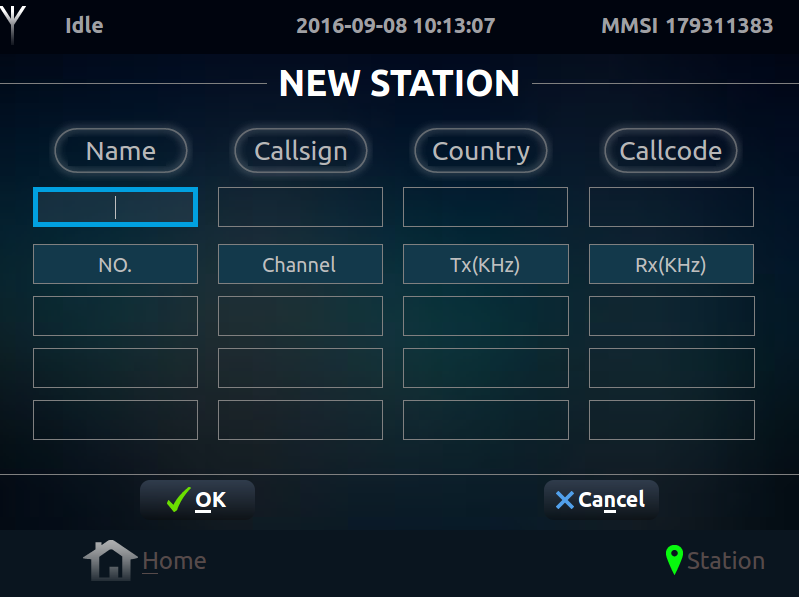 Idle 2016-09-08 10:13:07 MMSI 179311383
NEW STATION
Name Callsign Country Callcode
NO. Channel Tx(KHz) Rx(KHz)
OK Cancel
Home Station